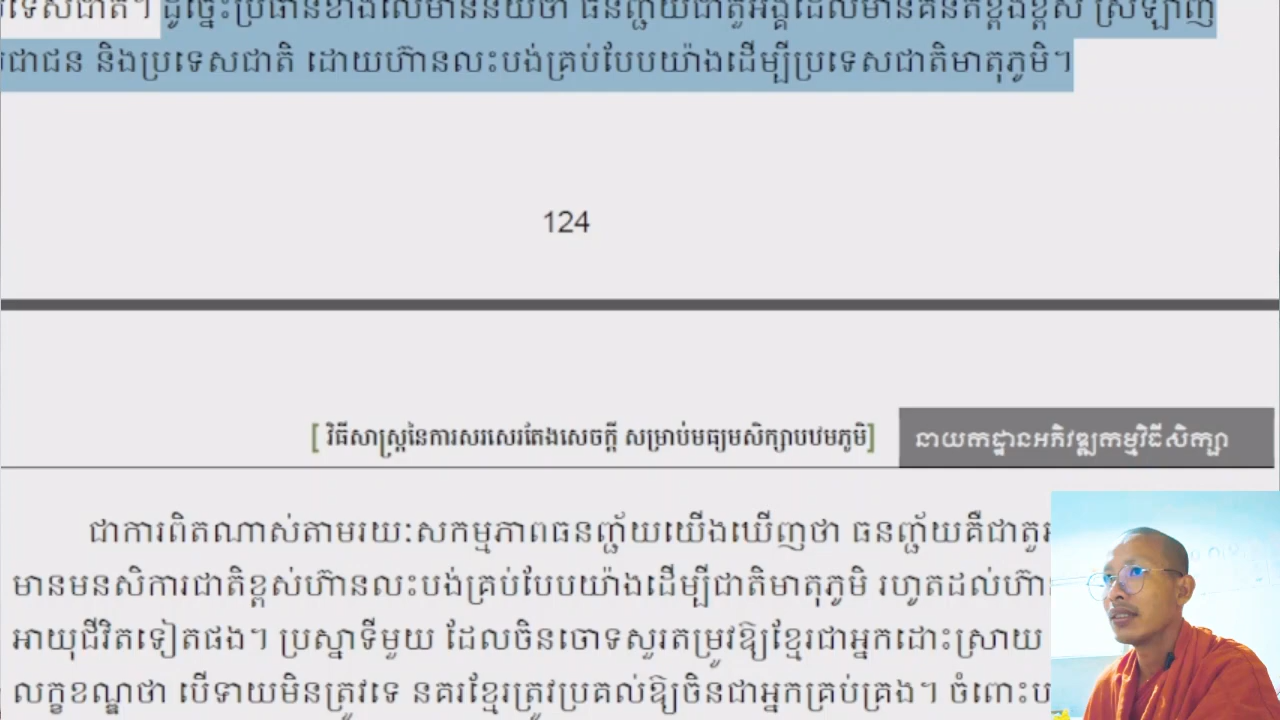 ប្រទេសជាតិ។ ដូច្នេះប្រធានខាងលើមានន័យថា ធនញ្ជ័យជាតួអង្គដែលមានគំនិតខ្ពង់ខ្ពស់ ស្រឡាញ់
ជាជន និងប្រទេសជាតិ ដោយហ៊ានលះបង់គ្រប់បែបយ៉ាងដើម្បីប្រទេសជាតិមាតុភូមិ។
124
[ វិធីសាស្ត្រនៃការសរសេរតែងសេចក្ដី សម្រាប់មធ្យមសិក្សាបឋមភូមិ]
នាយកដ្ឋានអភិវឌ្ឍកម្មវិធីសិក្សា
ជាការពិតណាស់តាមរយៈសកម្មភាពធនញ្ជ័យយើងឃើញថា ធនញ្ជ័យគឺជាតួអ
មានមនសិការជាតិខ្ពស់ហ៊ានលះបង់គ្រប់បែបយ៉ាងដើម្បីជាតិមាតុភូមិ រហូតដល់ហ៊ា
អាយុជីវិតទៀតផង។ ប្រស្នាទីមួយ ដែលចិនចោទសួរតម្រូវឱ្យខ្មែរជាអ្នកដោះស្រាយ
លក្ខខណ្ឌថា បើទាយមិនត្រូវទេ នគរខ្មែរត្រូវប្រគល់ឱ្យចិនជាអ្នកគ្រប់គ្រង។ ចំពោះប